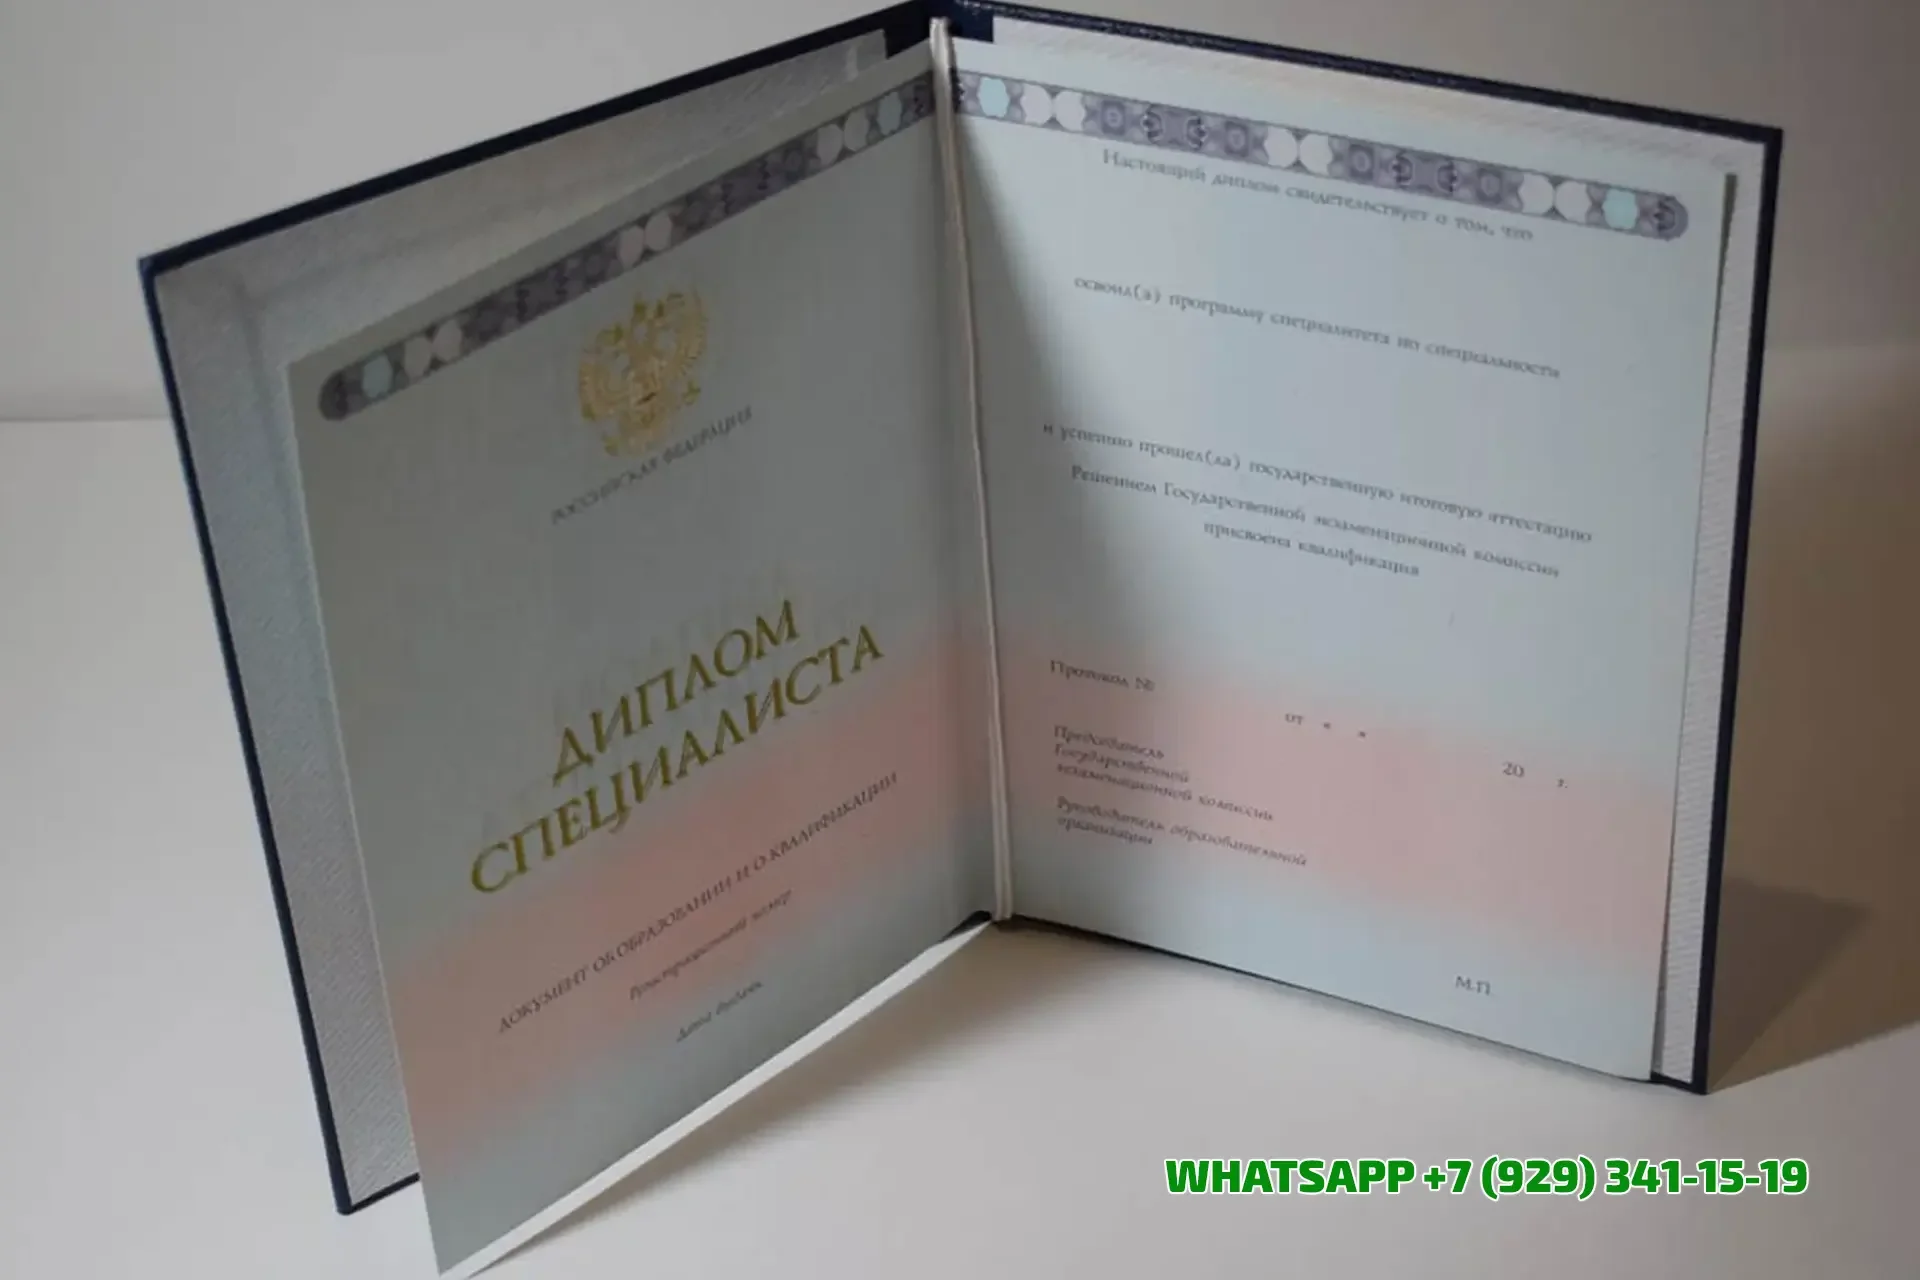 РОССИЙСКАЯ ФЕДЕРАЦИЯ
ДИПЛОМ
СПЕЦИАЛИСТА
ДОКУМЕНТ ОБ ОБРАЗОВАНИИ И О КВАЛИФИКАЦИИ
Регистрационный номер
Дата выдачи
Настоящий диплом свидетельствует о том, что
освоил(а) программу специалитета по специальности
и успешно прошел(ла) государственную итоговую аттестацию
Решением Государственной экзаменационной комиссии
присвоена квалификация
Протокол №
от « »
20 г.
Председатель
Государственной
экзаменационной комиссии
Руководитель образовательной
организации
М.П.
WHATSAPP +7 (929) 341-15-19